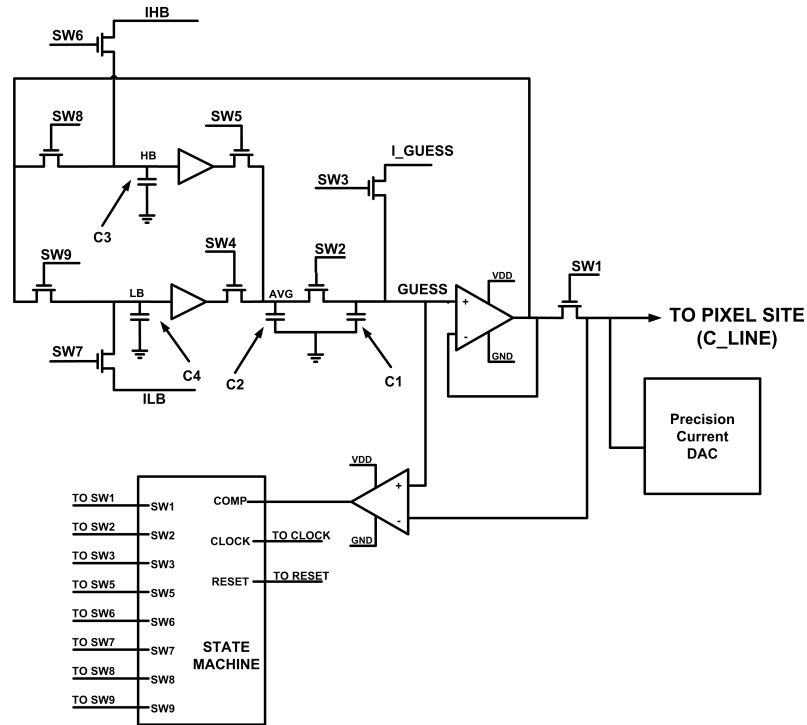 IHB
SW6
SW8
SW5
HB
I_GUESS
SW3
C3
SW9
SW4
SW2
SW1
LB
AVG
GUESS
VDD
+
-
GND
TO PIXEL SITE
(C_LINE)
SW7
C4
C2
C1
ILB
Precision
Current
DAC
VDD
+
-
GND
TO SW1
TO SW2
TO SW3
TO SW5
TO SW6
TO SW7
TO SW8
TO SW9
SW1
SW2
SW3
SW5
SW6
SW7
SW8
SW9
COMP
CLOCK
TO CLOCK
RESET
TO RESET
STATE
MACHINE